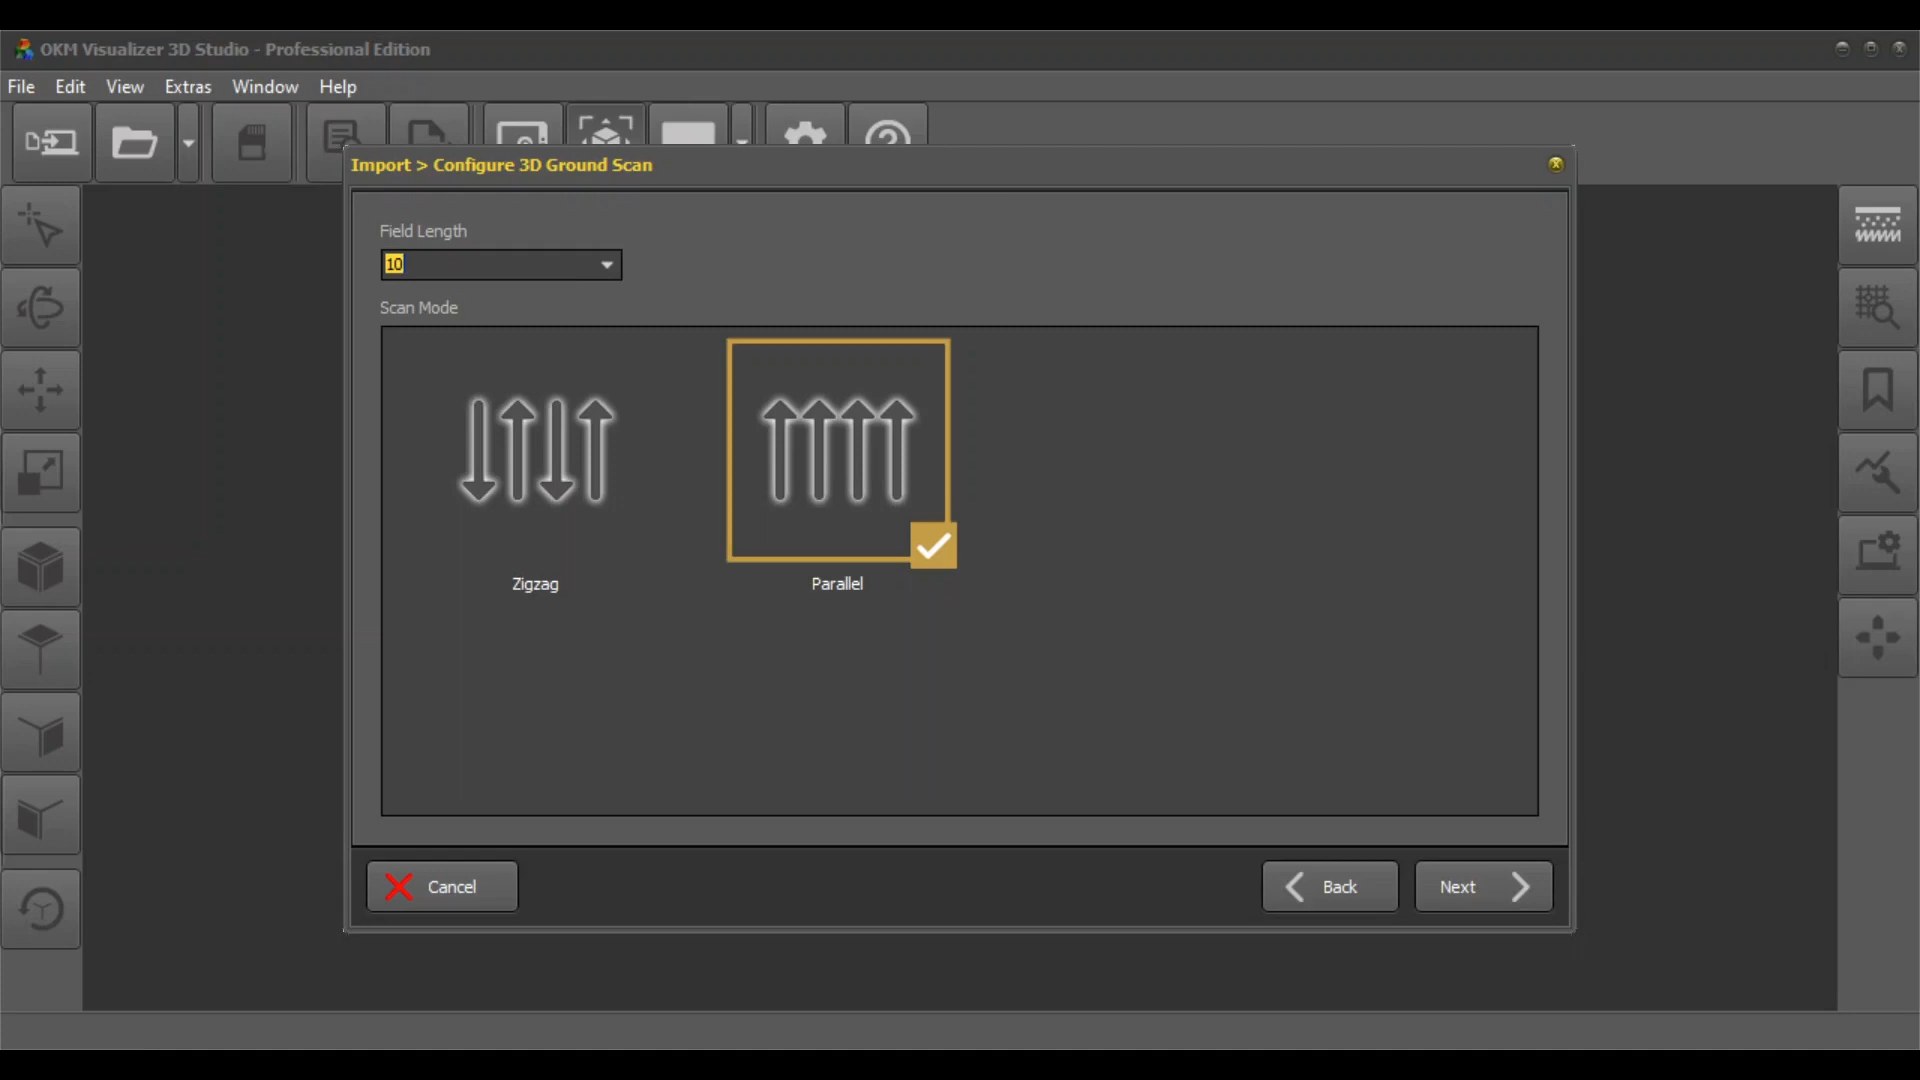 OKM Visualizer 3D Studio - Professional Edition
File Edit View Extras Window Help
Import > Configure 3D Ground Scan
Field Length
10
Scan Mode
Zigzag Parallel
Cancel Back Next